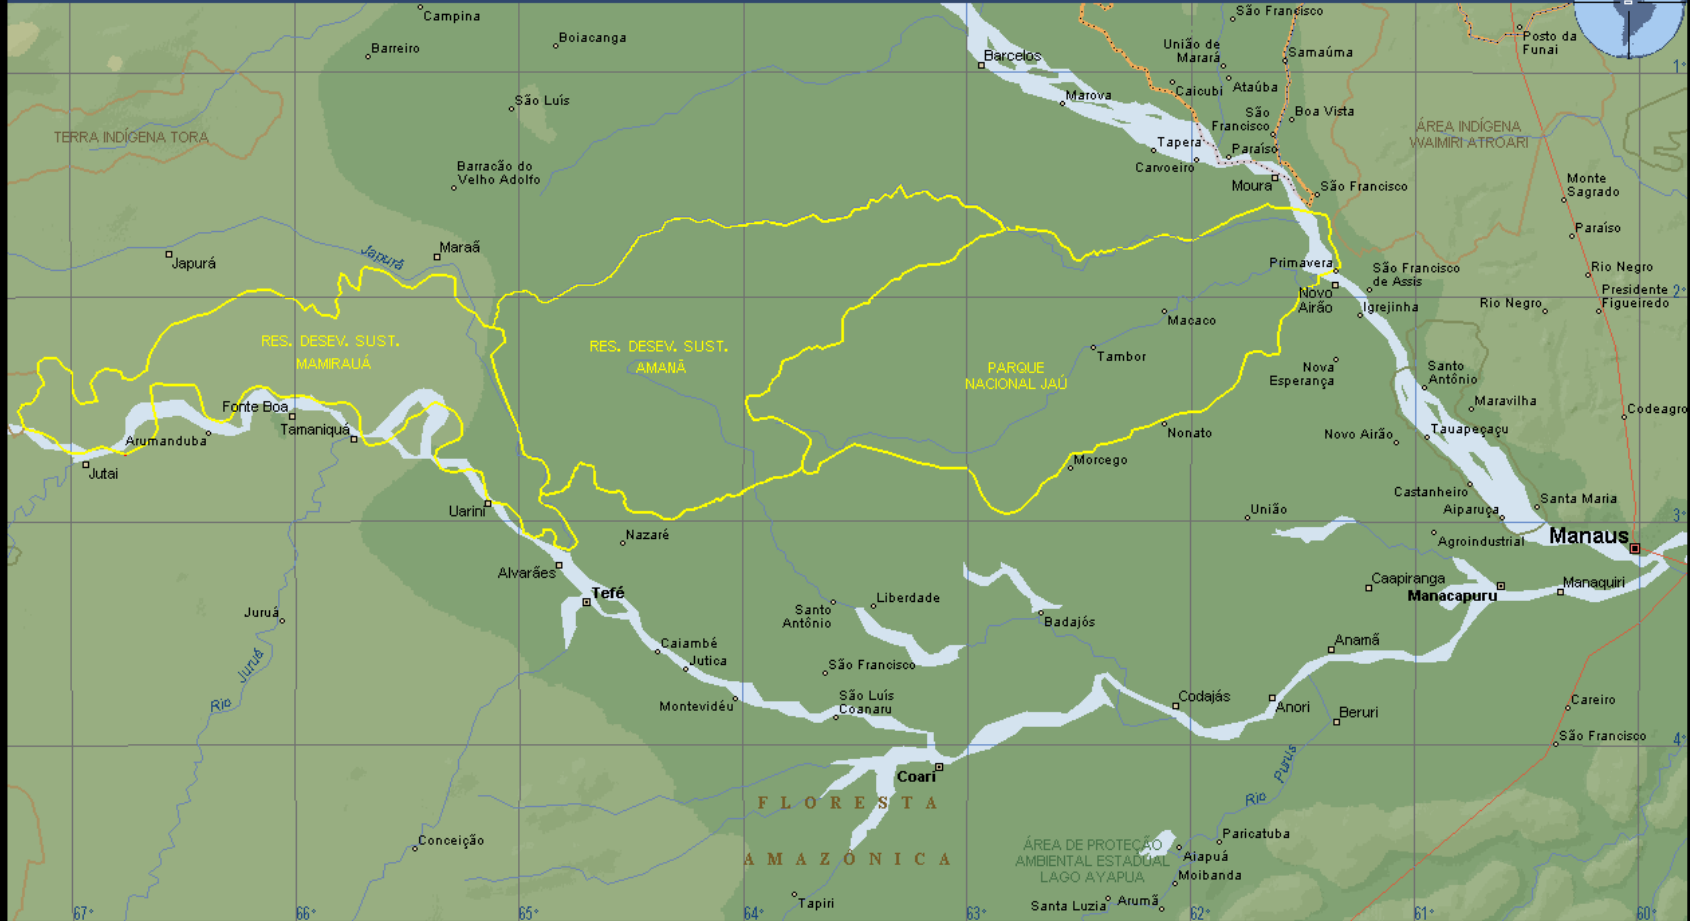 Campina
São Francisco
Barreiro
Boiacanga
União de
Marará
Samaúma
Posto da
Funai
Barcelos
1°
Caicubi
Ataúba
Marova
São Luís
São
Francisco
Boa Vista
TERRA INDÍGENA TORA
ÁREA INDÍGENA
WAIMIRI ATROARI
Tapera
Paraíso
Carvoeiro
Barracão do
Velho Adolfo
Moura
São Francisco
Monte
Sagrado
Paraíso
Maraã
Japurá
Japurá
Primavera
São Francisco
de Assis
Rio Negro
Novo
Airão
Igrejinha
Rio Negro
Presidente
Figueiredo
2°
Macaco
RES. DESEV. SUST.
MAMIRAUÁ
RES. DESEV. SUST.
AMANÃ
Tambor
PARQUE
NACIONAL JAÚ
Nova
Esperança
Santo
Antônio
Fonte Boa
Maravilha
Codeagro
Tamaniquá
Arumanduba
Nonato
Novo Airão
Tauapeçaçu
Jutai
Morcego
Castanheiro
Santa Maria
Uarini
União
Aiparuça
3°
Nazaré
Agroindustrial
Manaus
Alvarães
Tefé
Caapiranga
Manacapuru
Manaquiri
Liberdade
Santo
Antônio
Juruá
Badajós
Caiambé
Jutica
Anamã
Rio Juruá
São Francisco
Montevidéu
São Luís
Coanaru
Codajás
Anori
Beruri
Careiro
São Francisco
4°
Coari
Rio Purus
FLORESTA
AMAZÔNICA
Conceição
Paricatuba
ÁREA DE PROTEÇÃO
AMBIENTAL ESTADUAL
LAGO AYAPUA
Aiapuá
Moibanda
Tapiri
Santa Luzia
Arumã
67°
66°
65°
64°
63°
62°
61°
60°